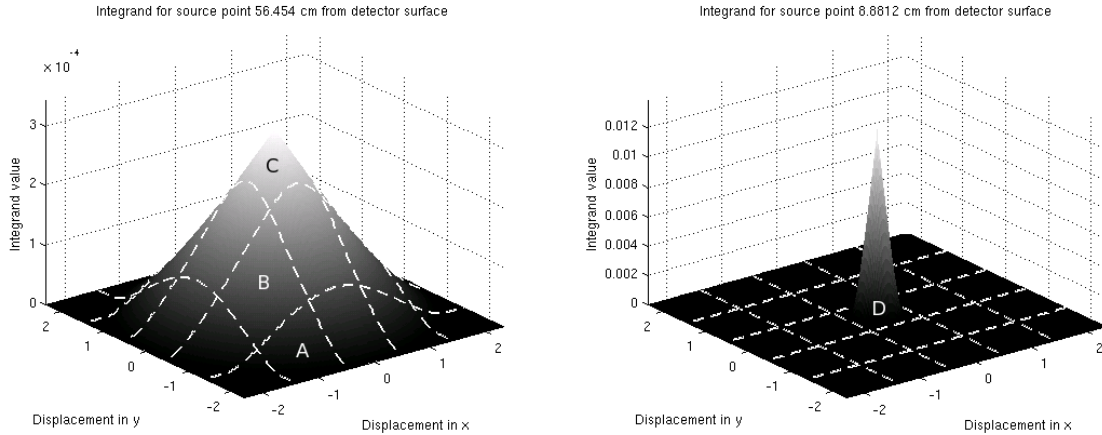 Integrand for source point 56.454 cm from detector surface
× 10
-4
3
2
1
0
Integrand value
C
B
A
2
1
0
-1
-2
Displacement in y
-2
-1
0
1
2
Displacement in x
Integrand for source point 8.8812 cm from detector surface
0.012
0.01
0.008
0.006
0.004
0.002
0
Integrand value
D
2
1
0
-1
-2
Displacement in y
-2
-1
0
1
2
Displacement in x